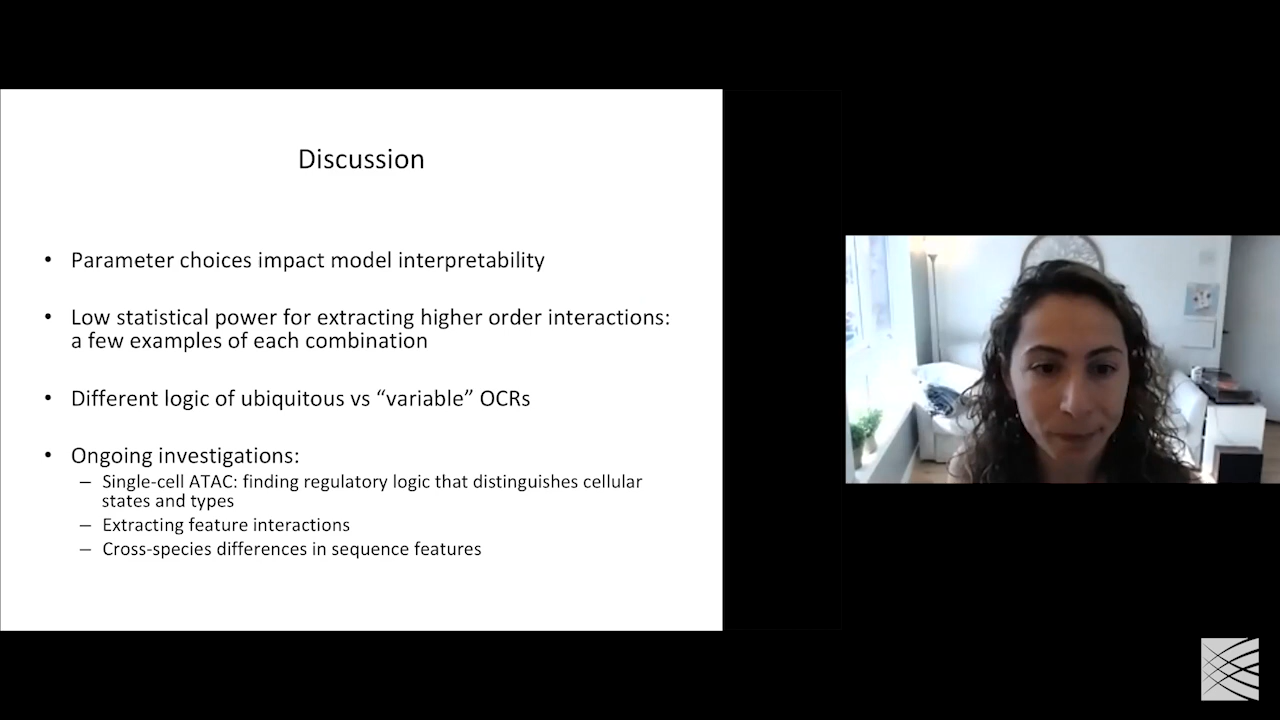 Discussion
• Parameter choices impact model interpretability
• Low statistical power for extracting higher order interactions:
a few examples of each combination
• Different logic of ubiquitous vs “variable” OCRs
• Ongoing investigations:
– Single-cell ATAC: finding regulatory logic that distinguishes cellular
states and types
– Extracting feature interactions
– Cross-species differences in sequence features